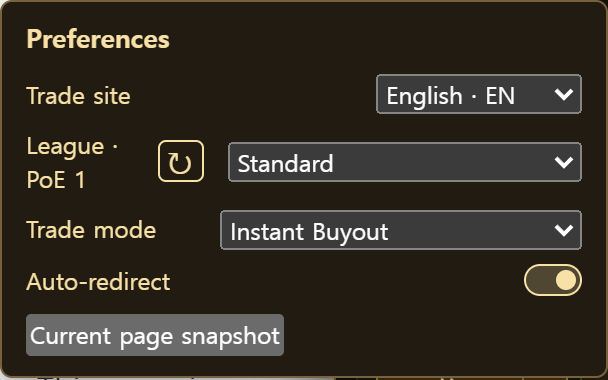 Preferences
Trade site
English · EN
League ·
PoE 1
Standard
Trade mode
Instant Buyout
Auto-redirect
Current page snapshot